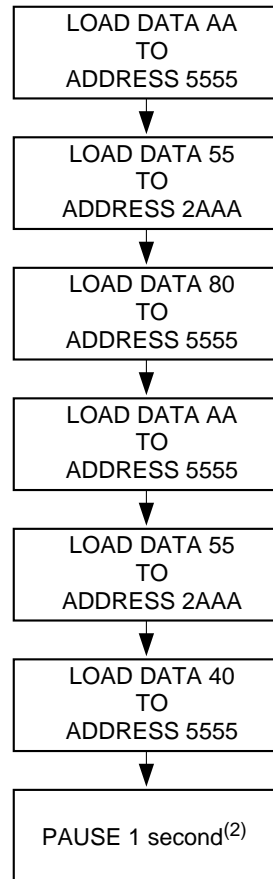 LOAD DATA AA
TO
ADDRESS 5555
LOAD DATA 55
TO
ADDRESS 2AAA
LOAD DATA 80
TO
ADDRESS 5555
LOAD DATA AA
TO
ADDRESS 5555
LOAD DATA 55
TO
ADDRESS 2AAA
LOAD DATA 40
TO
ADDRESS 5555
PAUSE 1 second(2)